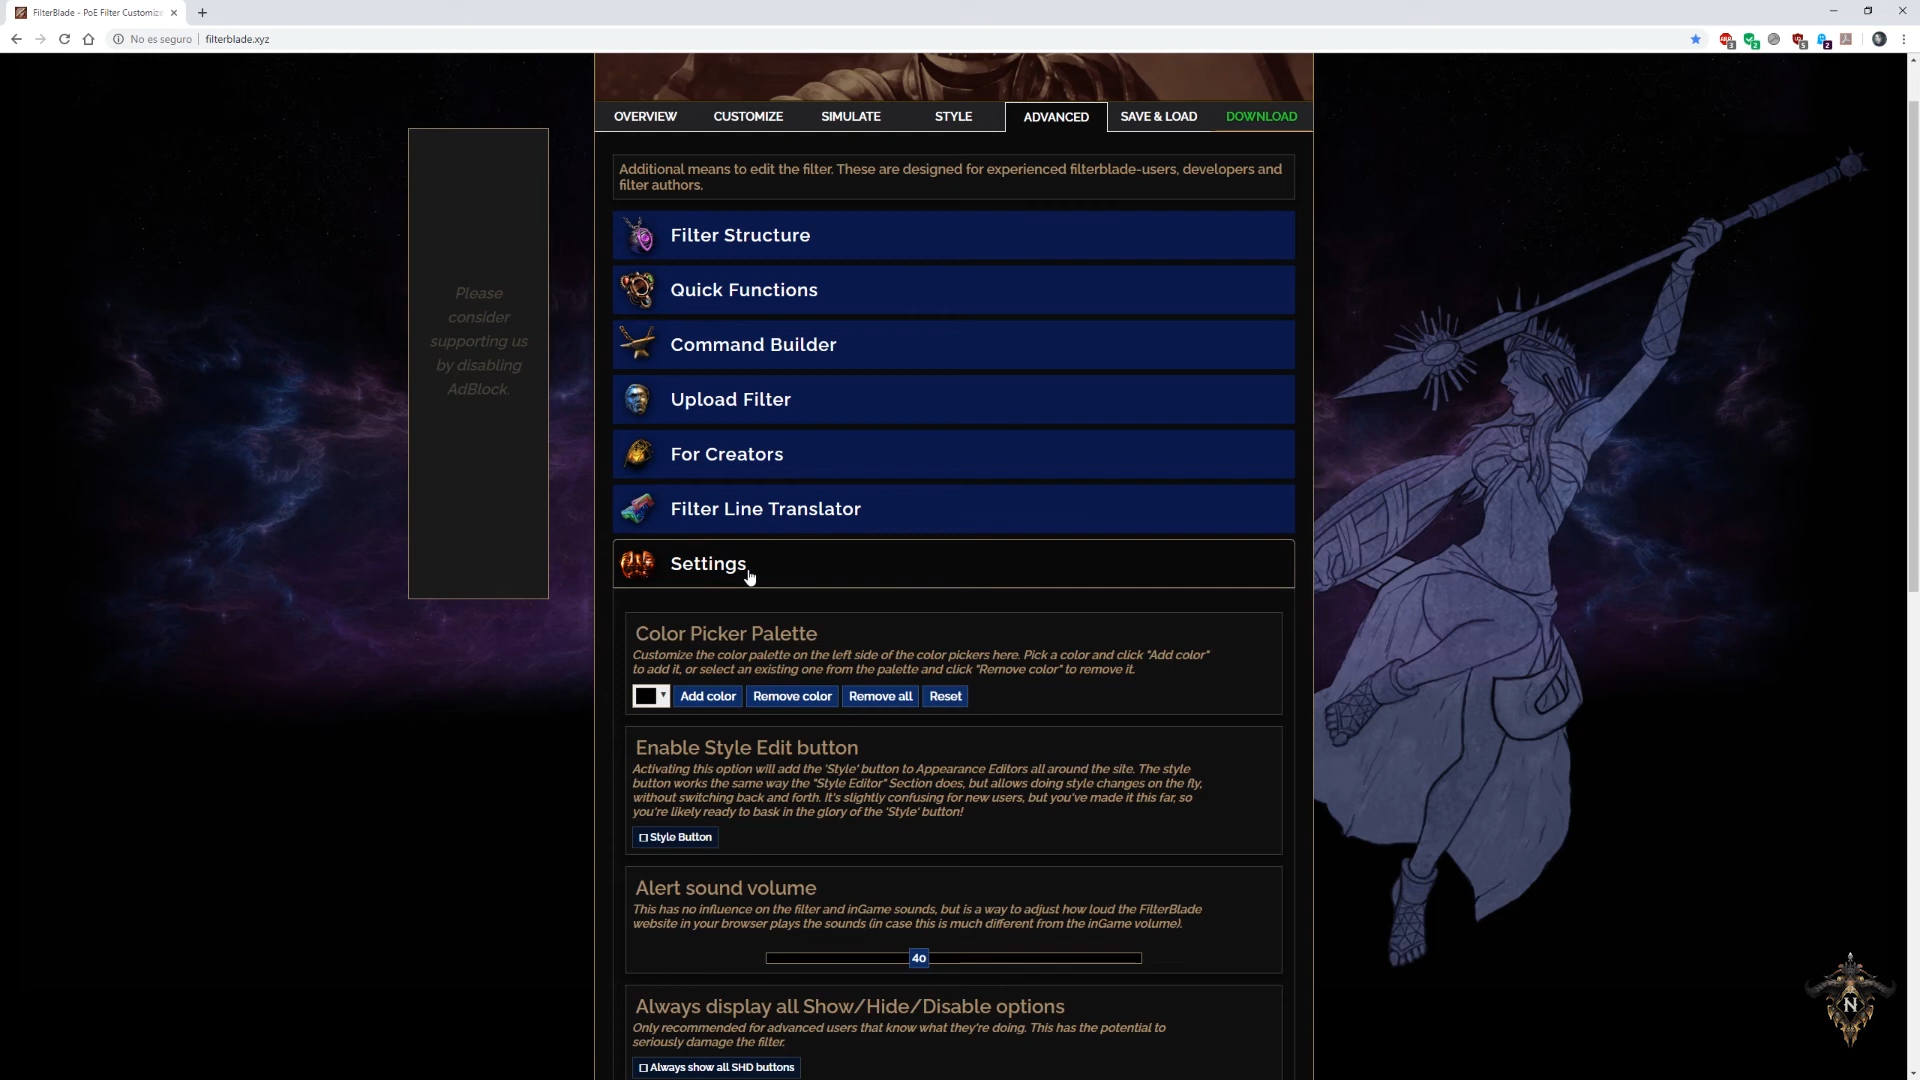 FilterBlade - PoE Filter Customize
No es seguro | filterblade.xyz
3
2
5
2
OVERVIEW CUSTOMIZE SIMULATE STYLE ADVANCED SAVE & LOAD DOWNLOAD
Additional means to edit the filter. These are designed for experienced filterblade-users, developers and
filter authors.
Please
consider
supporting us
by disabling
AdBlock.
Filter Structure
Quick Functions
Command Builder
Upload Filter
For Creators
Filter Line Translator
Settings
Color Picker Palette
Customize the color palette on the left side of the color pickers here. Pick a color and click "Add color"
to add it, or select an existing one from the palette and click "Remove color" to remove it.
Add color Remove color Remove all Reset
Enable Style Edit button
Activating this option will add the 'Style' button to Appearance Editors all around the site. The style
button works the same way the "Style Editor" Section does, but allows doing style changes on the fly,
without switching back and forth. It's slightly confusing for new users, but you've made it this far, so
you're likely ready to bask in the glory of the 'Style' button!
Style Button
Alert sound volume
This has no influence on the filter and inGame sounds, but is a way to adjust how loud the FilterBlade
website in your browser plays the sounds (in case this is much different from the inGame volume).
40
Always display all Show/Hide/Disable options
Only recommended for advanced users that know what they're doing. This has the potential to
seriously damage the filter.
Always show all SHD buttons
N